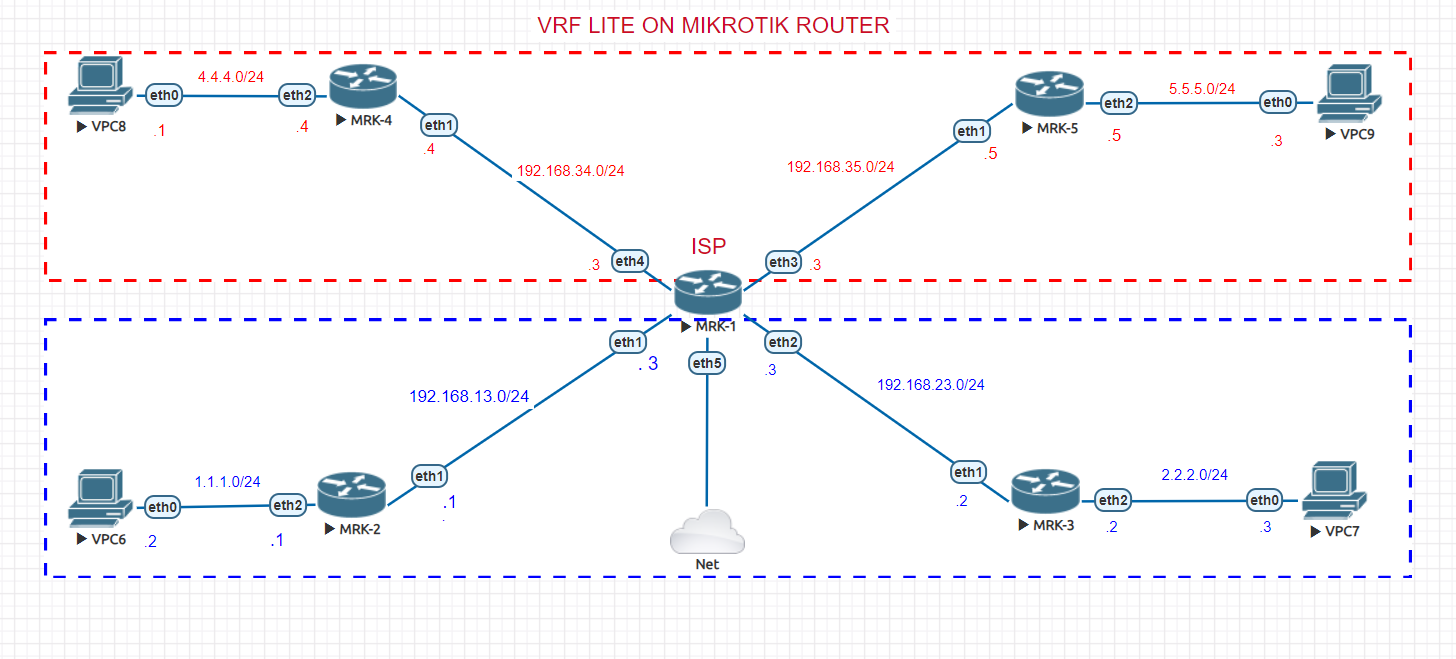 VRF LITE ON MIKROTIK ROUTER
4.4.4.0/24
eth0
eth2
VPC8
MRK-4
.1
.4
eth1
.4
192.168.34.0/24
5.5.5.0/24
eth2
eth0
MRK-5
VPC9
eth1
.5
.5
.3
192.168.35.0/24
ISP
.3
eth4
eth3
.3
MRK-1
eth1
. 3
eth5
eth2
.3
192.168.13.0/24
192.168.23.0/24
1.1.1.0/24
eth0
eth2
eth1
.1
VPC6
.2
.1
MRK-2
.
Net
eth1
.2
2.2.2.0/24
eth2
eth0
MRK-3
.2
.3
VPC7